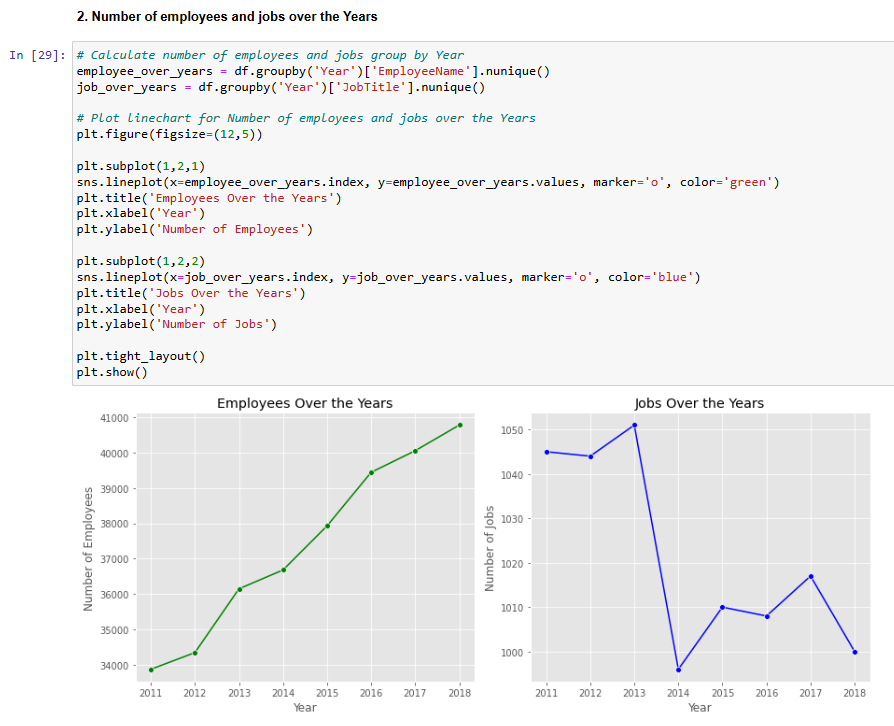 2. Number of employees and jobs over the Years
In [29]:
# Calculate number of employees and jobs group by Year
employee_over_years = df.groupby('Year')['EmployeeName'].nunique()
job_over_years = df.groupby('Year')['JobTitle'].nunique()
# Plot linechart for Number of employees and jobs over the Years
plt.figure(figsize=(12,5))
plt.subplot(1,2,1)
sns.lineplot(x=employee_over_years.index, y=employee_over_years.values, marker='o', color='green')
plt.title('Employees Over the Years')
plt.xlabel('Year')
plt.ylabel('Number of Employees')
plt.subplot(1,2,2)
sns.lineplot(x=job_over_years.index, y=job_over_years.values, marker='o', color='blue')
plt.title('Jobs Over the Years')
plt.xlabel('Year')
plt.ylabel('Number of Jobs')
plt.tight_layout()
plt.show()
Employees Over the Years
Number of Employees
41000
40000
39000
38000
37000
36000
35000
34000
2011 2012 2013 2014 2015 2016 2017 2018
Year
Jobs Over the Years
Number of Jobs
1050
1040
1030
1020
1010
1000
2011 2012 2013 2014 2015 2016 2017 2018
Year